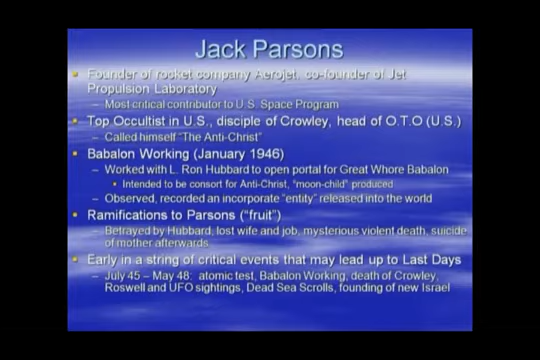 Jack Parsons
Founder of rocket company Aerojet, co-founder of Jet
Propulsion Laboratory
– Most critical contributor to U.S. Space Program
Top Occultist in U.S., disciple of Crowley, head of O.T.O (U.S.)
– Called himself “The Anti-Christ”
Babalon Working (January 1946)
– Worked with L. Ron Hubbard to open portal for Great Whore Babalon
Intended to be consort for Anti-Christ, “moon-child” produced
– Observed, recorded an incorporate “entity” released into the world
Ramifications to Parsons (“fruit”)
– Betrayed by Hubbard, lost wife and job, mysterious violent death, suicide
of mother afterwards
Early in a string of critical events that may lead up to Last Days
– July 45 – May 48: atomic test, Babalon Working, death of Crowley,
Roswell and UFO sightings, Dead Sea Scrolls, founding of new Israel